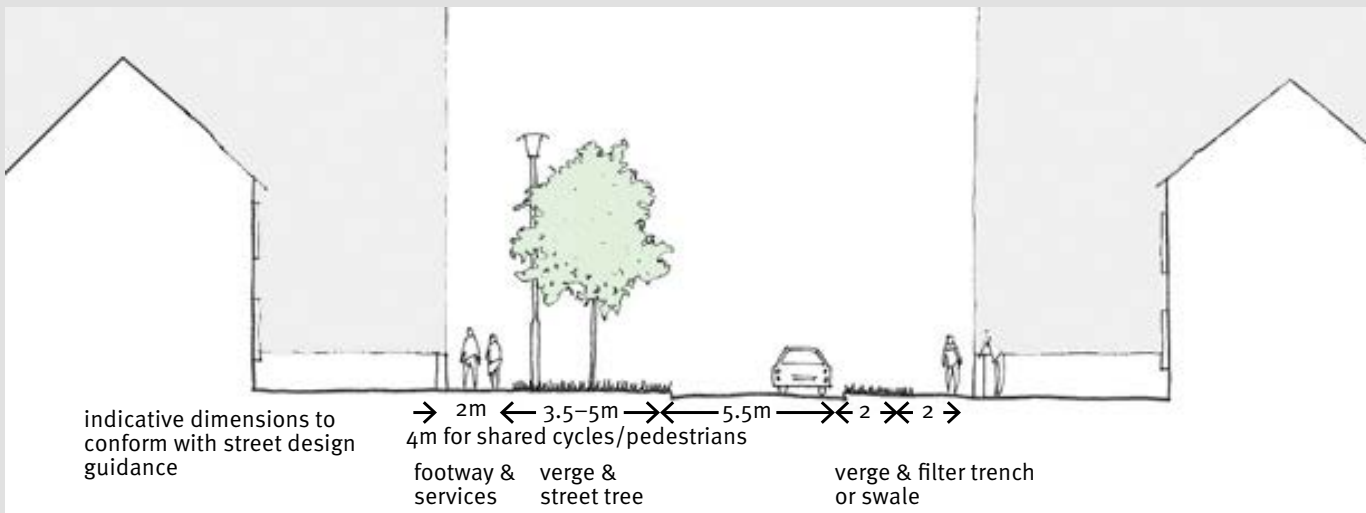 2m 3.5–5m 5.5m 2 2
4m for shared cycles/pedestrians
indicative dimensions to
conform with street design
guidance
footway &
services
verge &
street tree
verge & filter trench
or swale